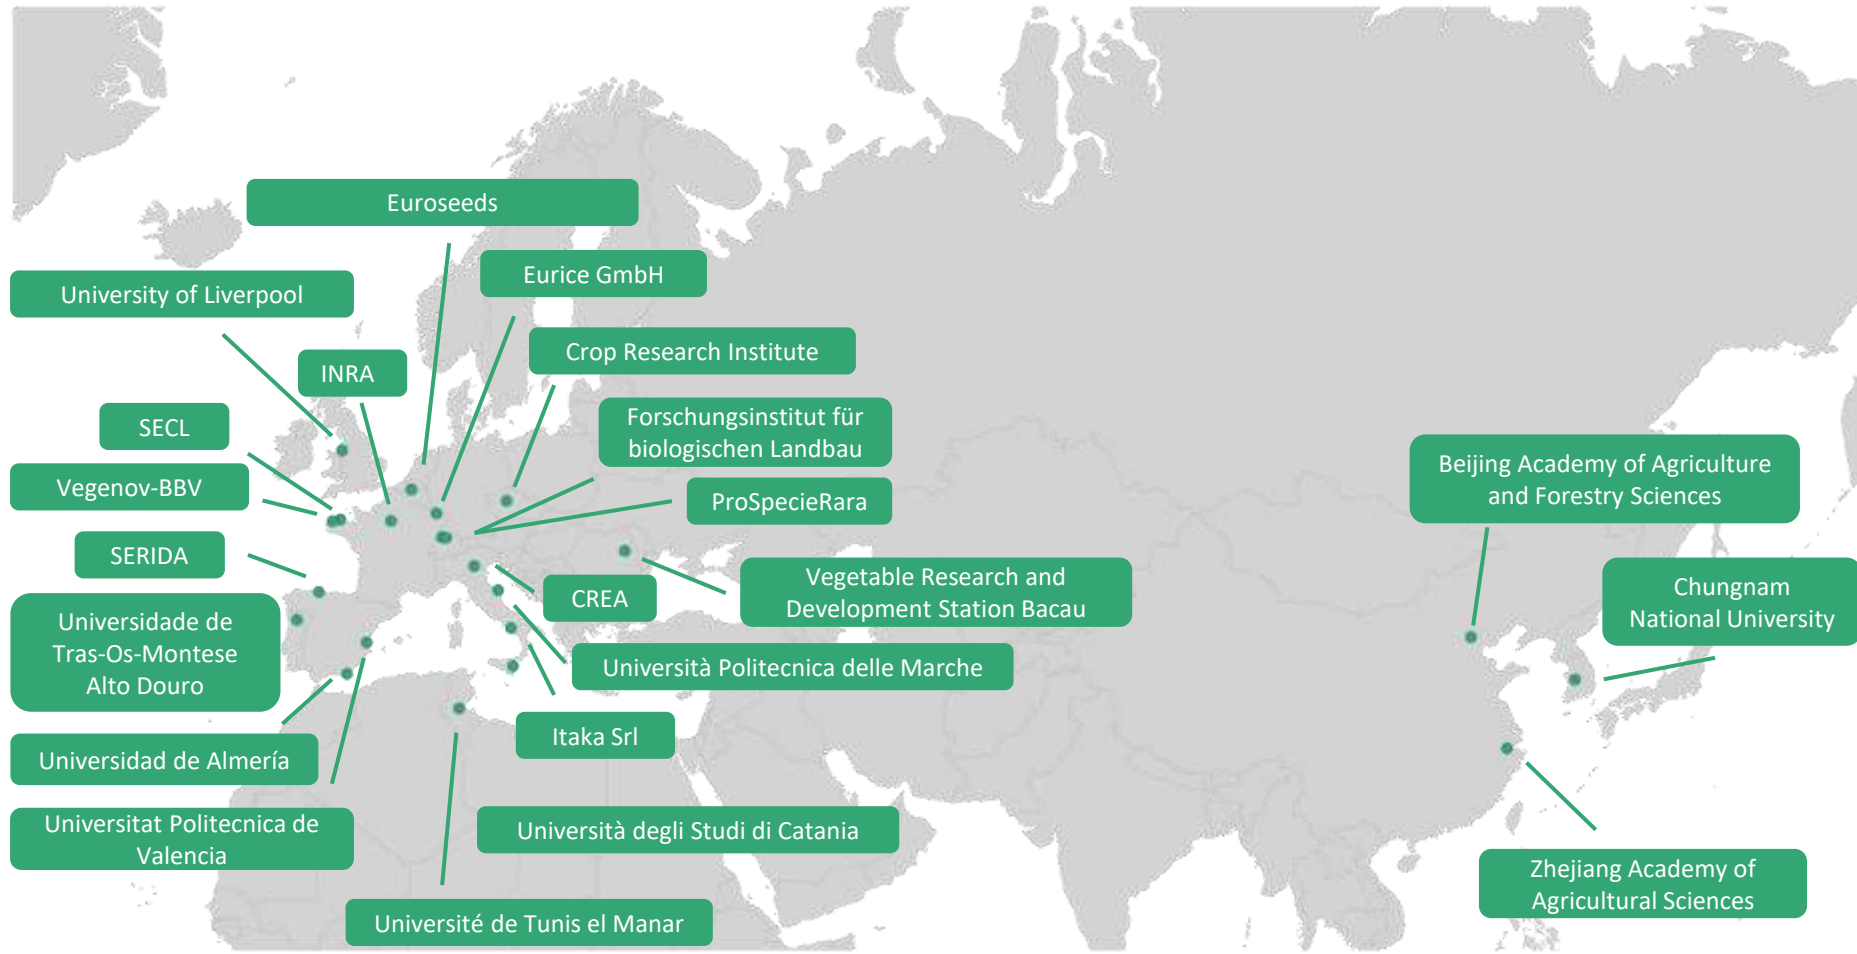 Euroseeds
Eurice GmbH
University of Liverpool
Crop Research Institute
INRA
SECL
Forschungsinstitut für
biologischen Landbau
Vegenov-BBV
ProSpecieRara
Beijing Academy of Agriculture
and Forestry Sciences
SERIDA
CREA
Vegetable Research and
Development Station Bacau
Chungnam
National University
Universidade de
Tras-Os-Montese
Alto Douro
Università Politecnica delle Marche
Itaka Srl
Universidad de Almería
Universitat Politecnica de
Valencia
Università degli Studi di Catania
Zhejiang Academy of
Agricultural Sciences
Université de Tunis el Manar